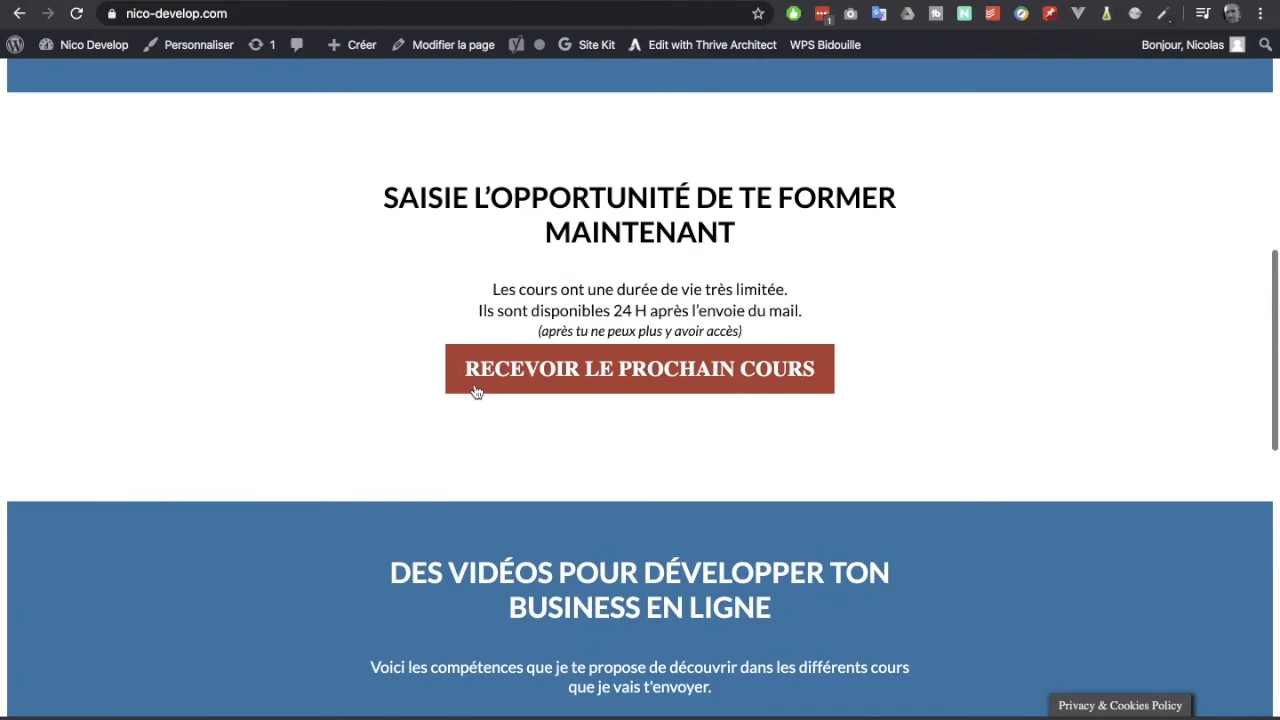 nico-develop.com
1
Nico Develop
Personnaliser
1
Créer
Modifier la page
Site Kit
Edit with Thrive Architect
WPS Bidouille
Bonjour, Nicolas
SAISIE L’OPPORTUNITÉ DE TE FORMER
MAINTENANT
Les cours ont une durée de vie très limitée.
Ils sont disponibles 24 H après l’envoie du mail.
(après tu ne peux plus y avoir accès)
RECEVOIR LE PROCHAIN COURS
DES VIDÉOS POUR DÉVELOPPER TON
BUSINESS EN LIGNE
Voici les compétences que je te propose de découvrir dans les différents cours
que je vais t'envoyer.
Privacy & Cookies Policy